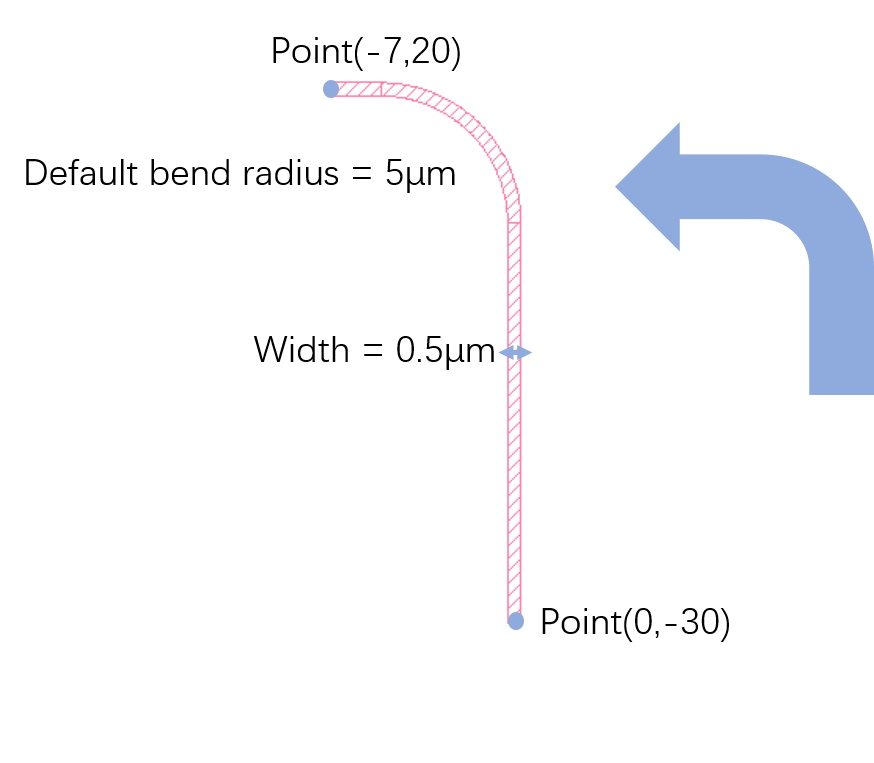 Point(-7,20)
Default bend radius = 5μm
Width = 0.5μm
Point(0,-30)